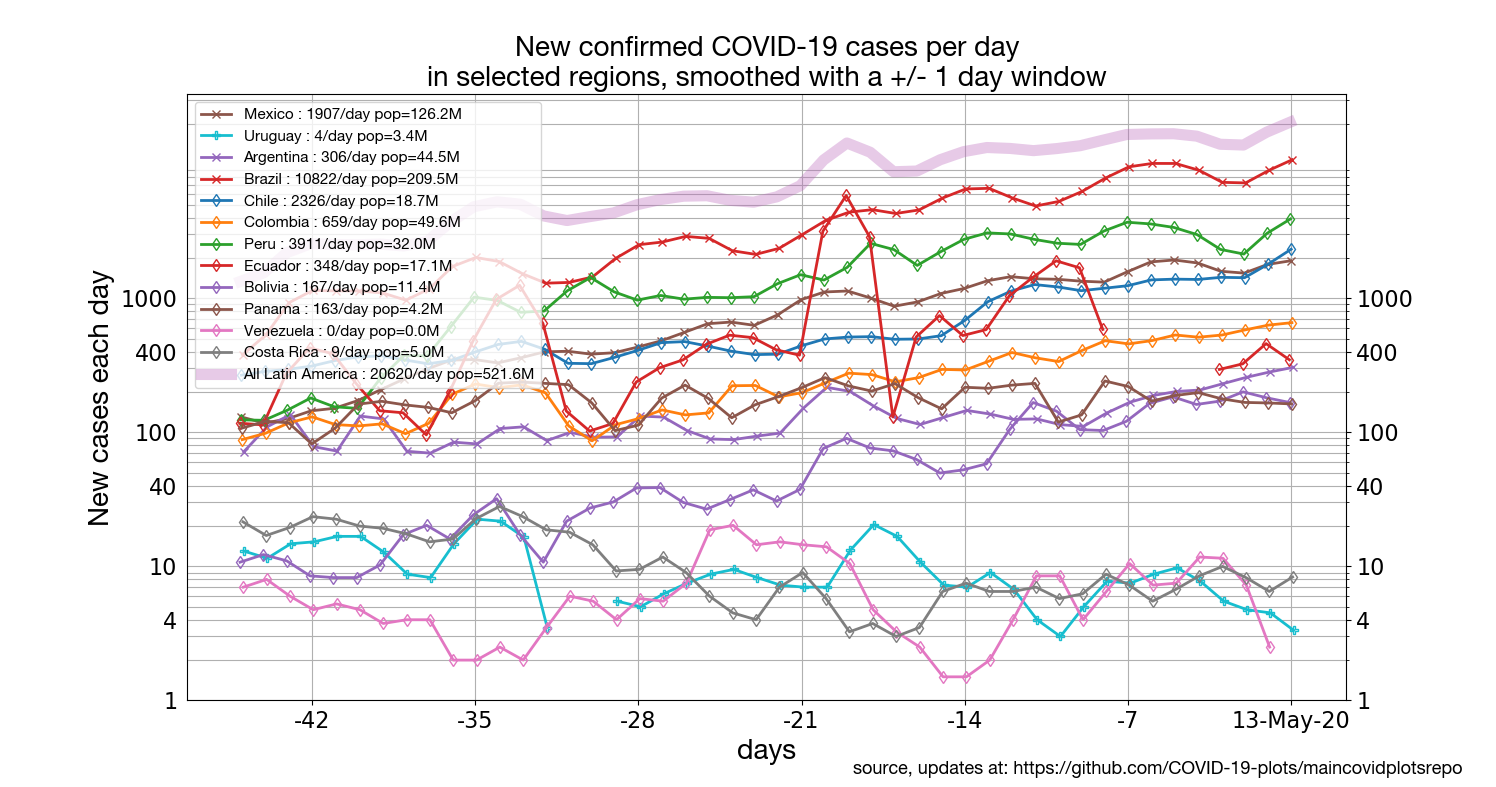 New confirmed COVID-19 cases per day
in selected regions, smoothed with a +/- 1 day window
Mexico : 1907/day pop=126.2M
Uruguay : 4/day pop=3.4M
Argentina : 306/day pop=44.5M
Brazil : 10822/day pop=209.5M
Chile : 2326/day pop=18.7M
Colombia : 659/day pop=49.6M
Peru : 3911/day pop=32.0M
Ecuador : 348/day pop=17.1M
Bolivia : 167/day pop=11.4M
Panama : 163/day pop=4.2M
Venezuela : 0/day pop=0.0M
Costa Rica : 9/day pop=5.0M
All Latin America : 20620/day pop=521.6M
New cases each day
1000
400
100
40
10
4
1
1000
400
100
40
10
4
1
-42
-35
-28
-21
-14
-7
13-May-20
days
source, updates at: https://github.com/COVID-19-plots/maincovidplotsrepo